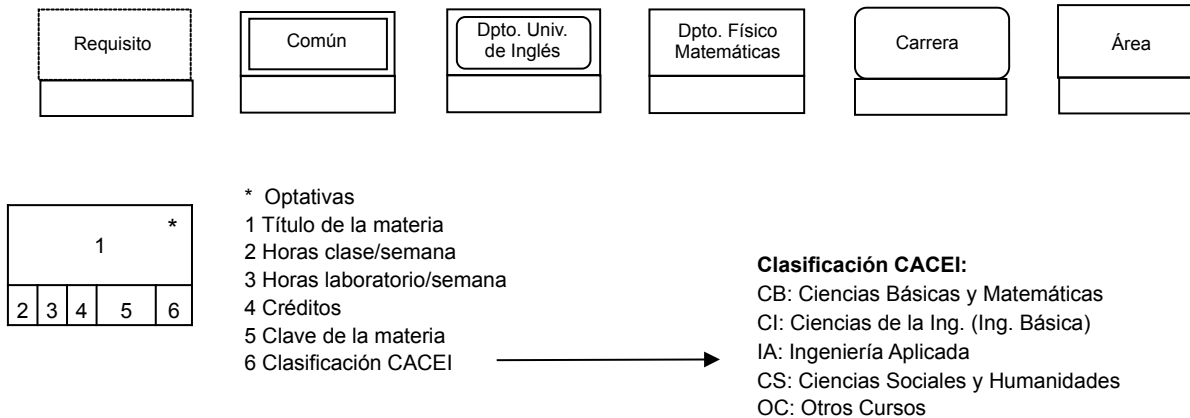 Requisito
Común
Dpto. Univ.
de Inglés
Dpto. Físico
Matemáticas
Carrera
Área
*
1
2 3 4 5 6
* Optativas
1 Título de la materia
2 Horas clase/semana
3 Horas laboratorio/semana
4 Créditos
5 Clave de la materia
6 Clasificación CACEI
Clasificación CACEI:
CB: Ciencias Básicas y Matemáticas
CI: Ciencias de la Ing. (Ing. Básica)
IA: Ingeniería Aplicada
CS: Ciencias Sociales y Humanidades
OC: Otros Cursos